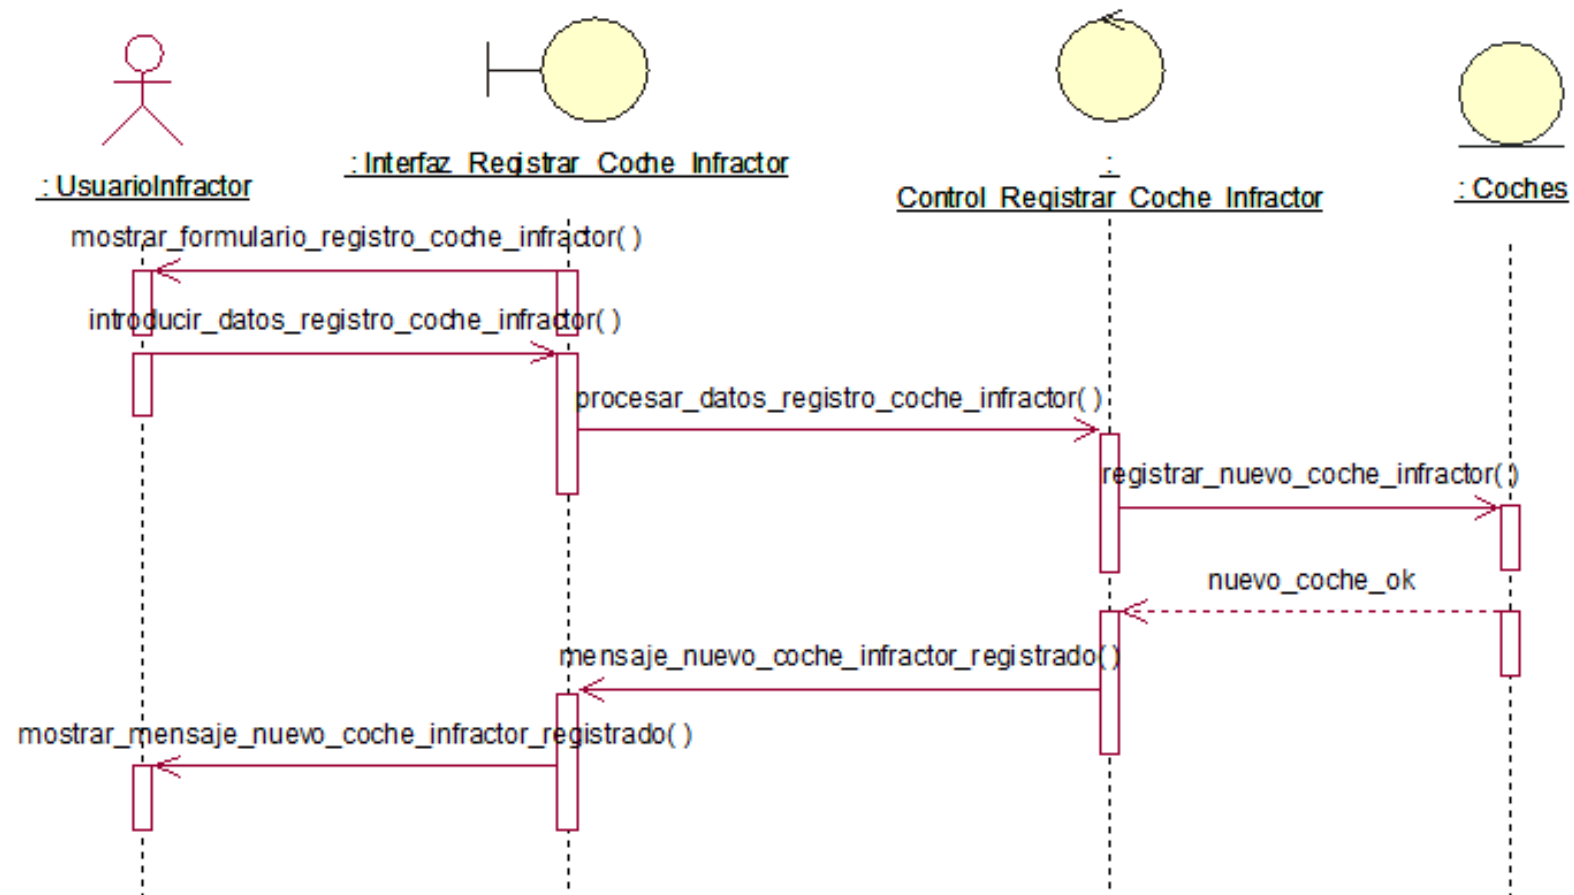 : UsuarioInfractor
: Interfaz_Registrar_Coche_Infractor
:
Control_Registrar_Coche_Infractor
: Coches
mostrar_formulario_registro_coche_infractor( )
introducir_datos_registro_coche_infractor( )
procesar_datos_registro_coche_infractor( )
registrar_nuevo_coche_infractor( )
nuevo_coche_ok
mensaje_nuevo_coche_infractor_registrado( )
mostrar_mensaje_nuevo_coche_infractor_registrado( )